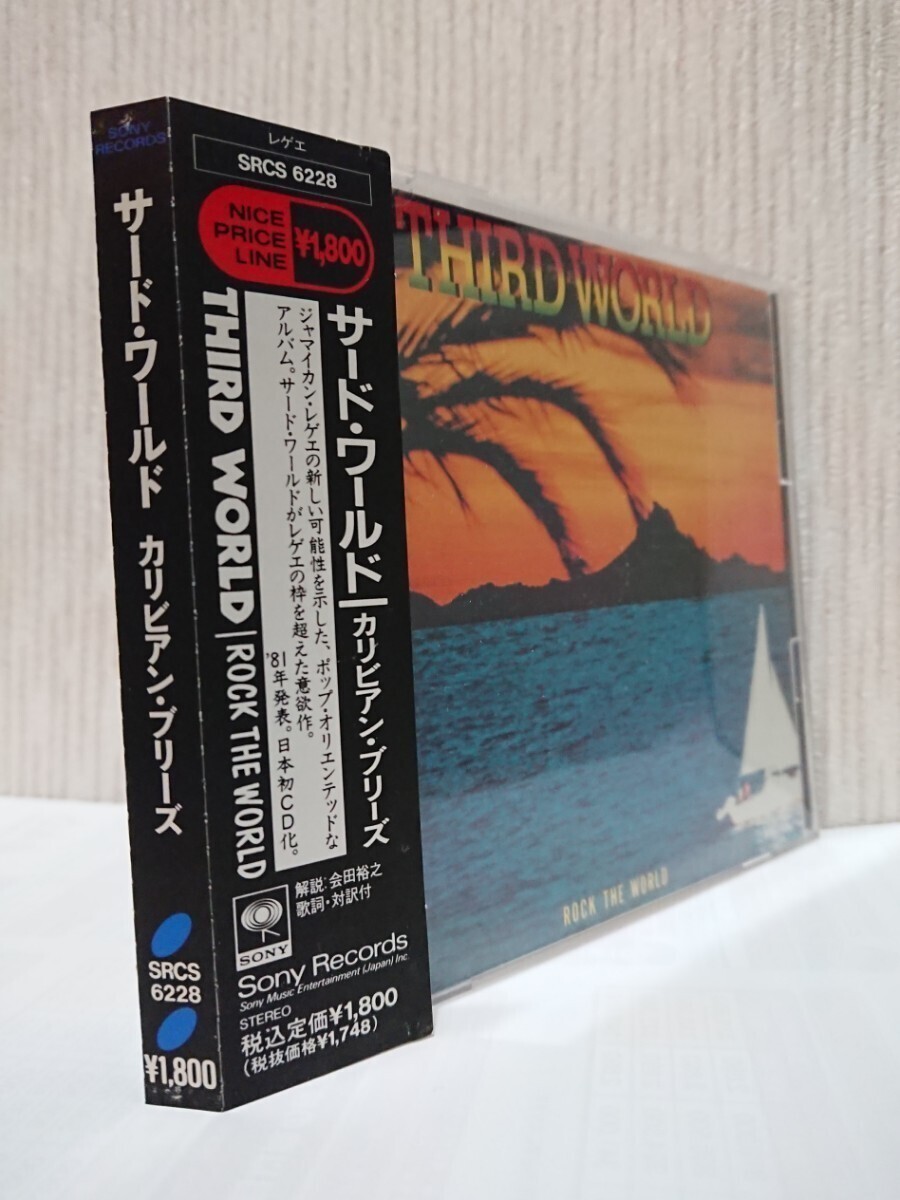 SONY
RECORDS
サード・ワールド カリビアン・ブリーズ
SRCS
6228
¥1,800
レゲエ
SRCS 6228
NICE
PRICE
LINE
¥1,800
サード・ワールド|カリビアン・ブリーズ
ジャマイカン・レゲエの新しい可能性を示した、ポップ・オリエンテッドな
アルバム。サード・ワールドがレゲエの枠を超えた意欲作。
'81年発表。日本初CD化。
THIRD WORLD|ROCK THE WORLD
解説:会田裕之
歌詞・対訳付
SONY
Sony Records
Sony Music Entertainment (Japan) Inc.
STEREO
税込定価¥1,800
(税抜価格¥1,748)
THIRD WORLD
ROCK THE WORLD